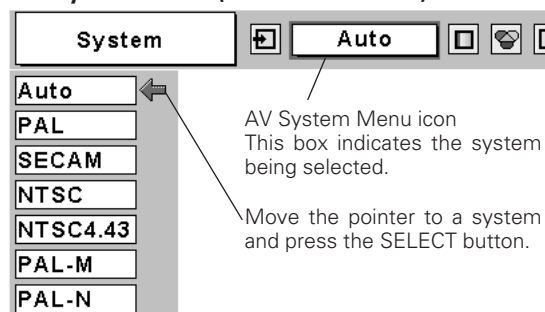 System
Auto
Auto
PAL
SECAM
NTSC
NTSC4.43
PAL-M
PAL-N
AV System Menu icon
This box indicates the system
being selected.
Move the pointer to a system
and press the SELECT button.